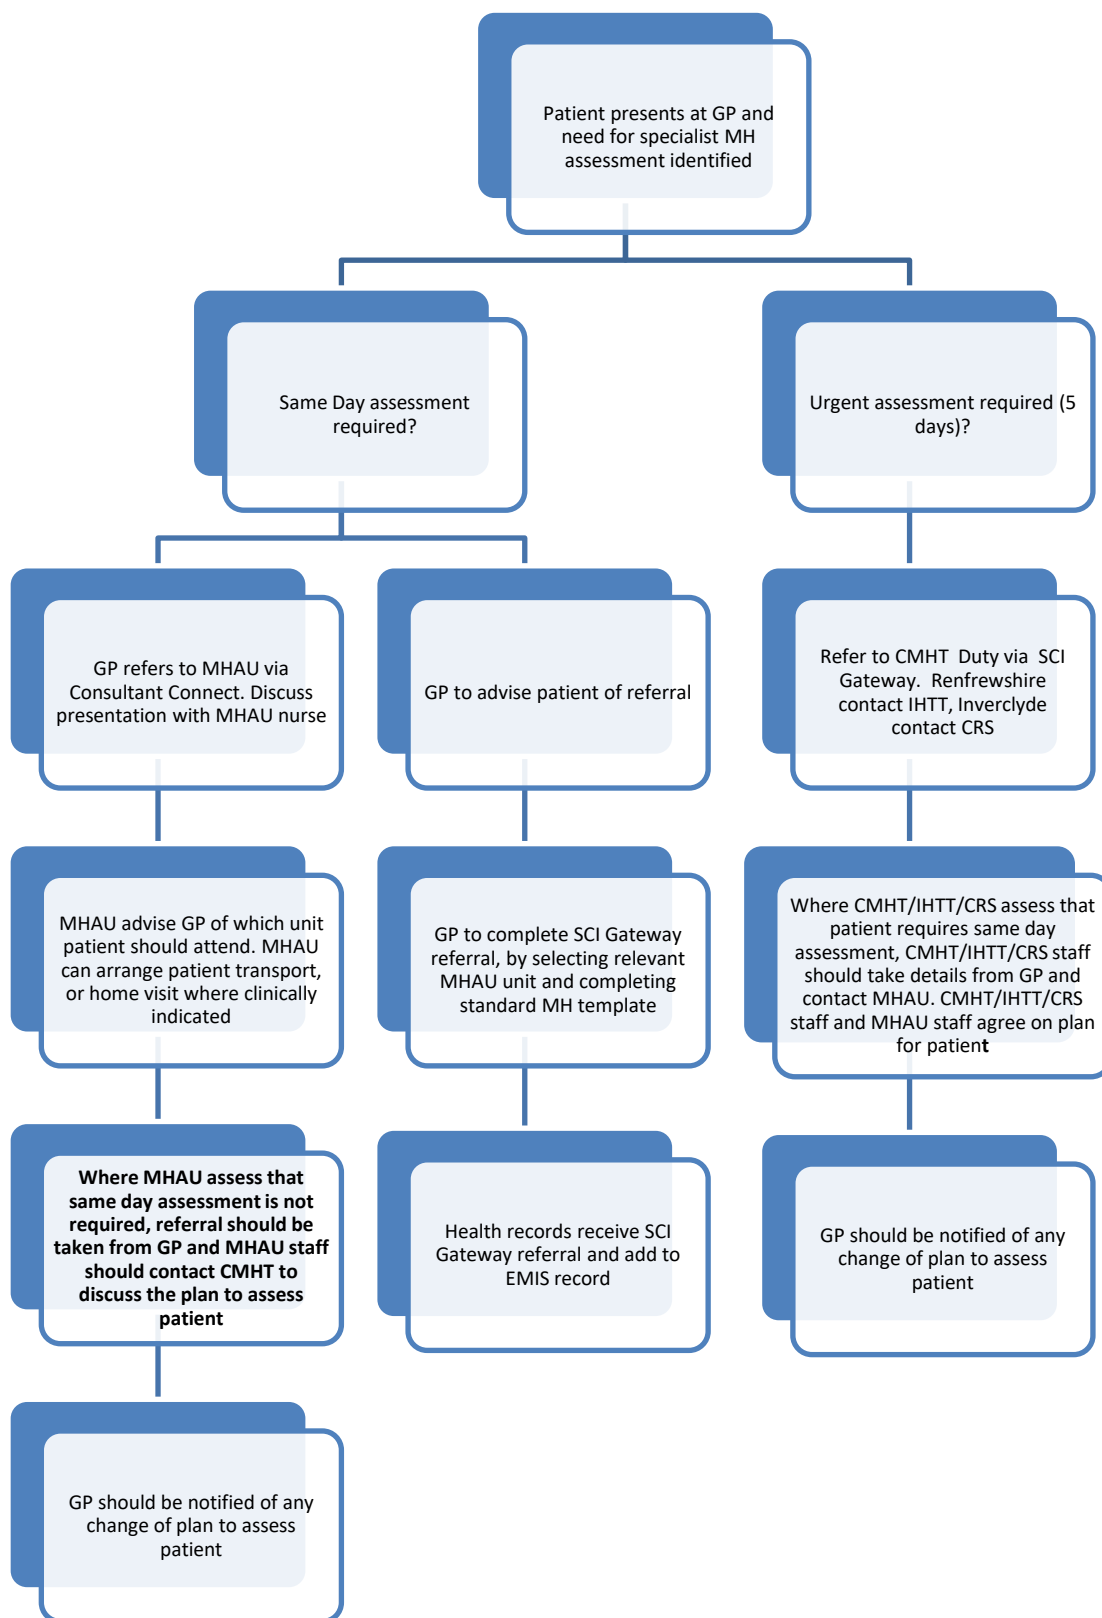 Patient presents at GP and
need for specialist MH
assessment identified
Same Day assessment
required?
Urgent assessment required (5
days)?
GP refers to MHAU via
Consultant Connect. Discuss
presentation with MHAU nurse
GP to advise patient of referral
Refer to CMHT Duty via SCI
Gateway. Renfrewshire
contact IHTT, Inverclyde
contact CRS
MHAU advise GP of which unit
patient should attend. MHAU
can arrange patient transport,
or home visit where clinically
indicated
GP to complete SCI Gateway
referral, by selecting relevant
MHAU unit and completing
standard MH template
Where CMHT/IHTT/CRS assess that
patient requires same day
assessment, CMHT/IHTT/CRS staff
should take details from GP and
contact MHAU. CMHT/IHTT/CRS
staff and MHAU staff agree on plan
for patient
Where MHAU assess that
same day assessment is not
required, referral should be
taken from GP and MHAU staff
should contact CMHT to
discuss the plan to assess
patient
Health records receive SCI
Gateway referral and add to
EMIS record
GP should be notified of any
change of plan to assess
patient
GP should be notified of any
change of plan to assess
patient